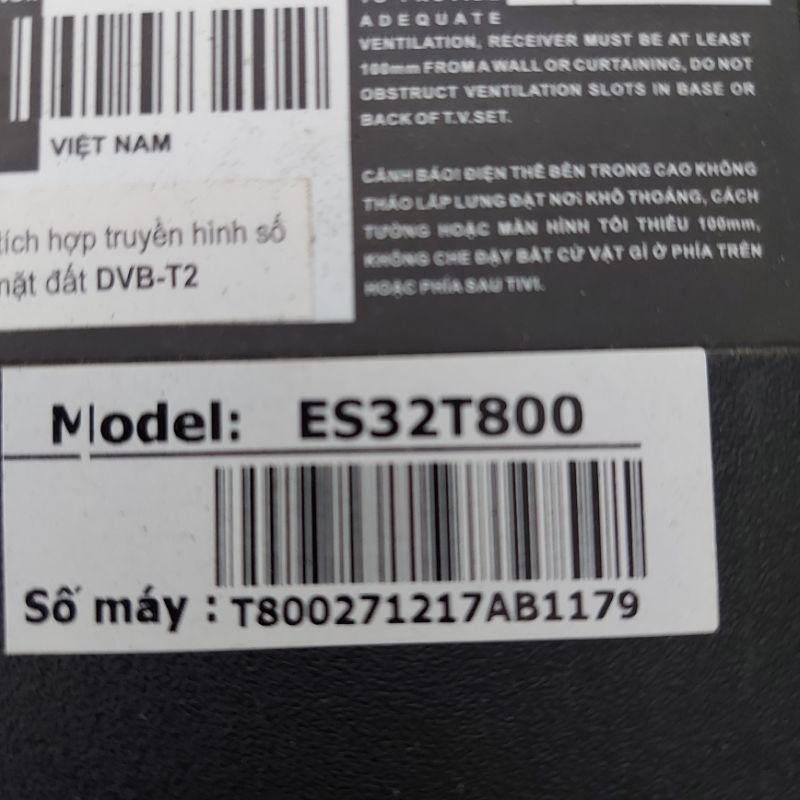 ADEQUATE
VENTILATION, RECEIVER MUST BE AT LEAST
100mm FROM A WALL OR CURTAINING, DO NOT
OBSTRUCT VENTILATION SLOTS IN BASE OR
BACK OF T.V.SET.
VIỆT NAM
CẢNH BÁO! ĐIỆN THẾ BÊN TRONG CAO KHÔNG
THÁO LẮP LƯNG ĐẶT NƠI KHÔ THOÁNG, CÁCH
TƯỜNG HOẶC MÀN HÌNH TỐI THIỂU 100mm,
KHÔNG CHE ĐẬY BẤT CỨ VẬT GÌ Ở PHÍA TRÊN
HOẶC PHÍA SAU TIVI.
tích hợp truyền hình số
mặt đất DVB-T2
Model: ES32T800
Số máy : T800271217AB1179